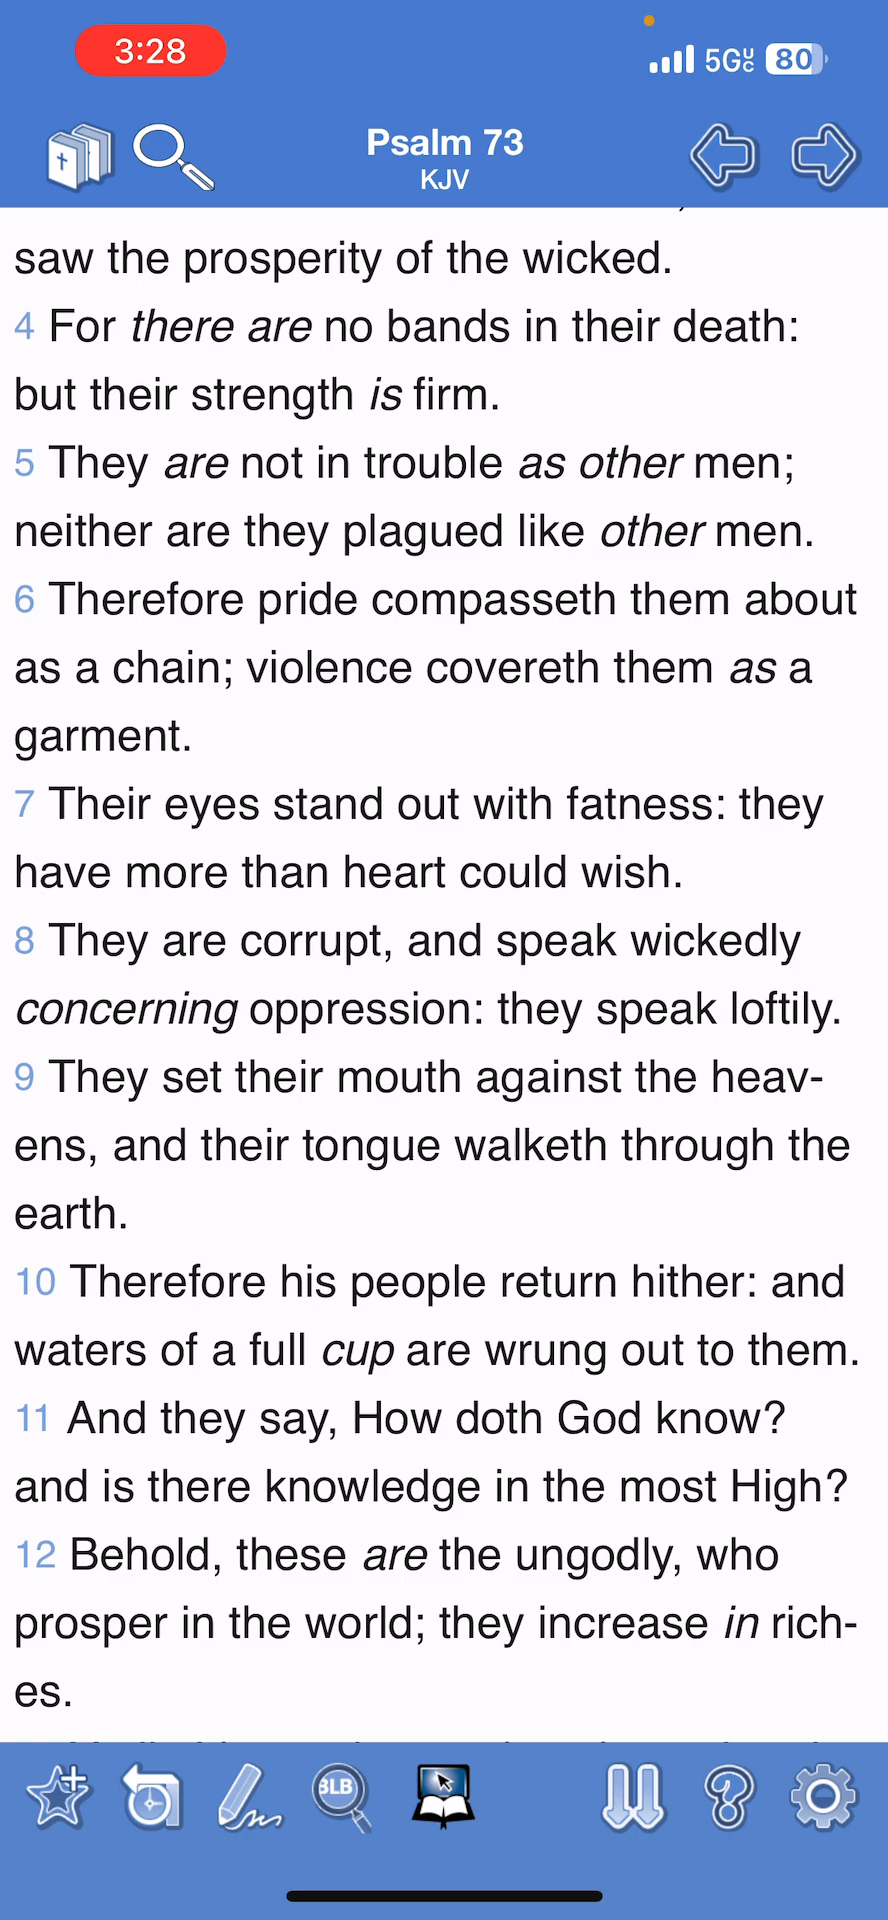 3:28
5G UC 80
Psalm 73
KJV
saw the prosperity of the wicked.
4 For there are no bands in their death:
but their strength is firm.
5 They are not in trouble as other men;
neither are they plagued like other men.
6 Therefore pride compasseth them about
as a chain; violence covereth them as a
garment.
7 Their eyes stand out with fatness: they
have more than heart could wish.
8 They are corrupt, and speak wickedly
concerning oppression: they speak loftily.
9 They set their mouth against the heav-
ens, and their tongue walketh through the
earth.
10 Therefore his people return hither: and
waters of a full cup are wrung out to them.
11 And they say, How doth God know?
and is there knowledge in the most High?
12 Behold, these are the ungodly, who
prosper in the world; they increase in rich-
es.
BLB